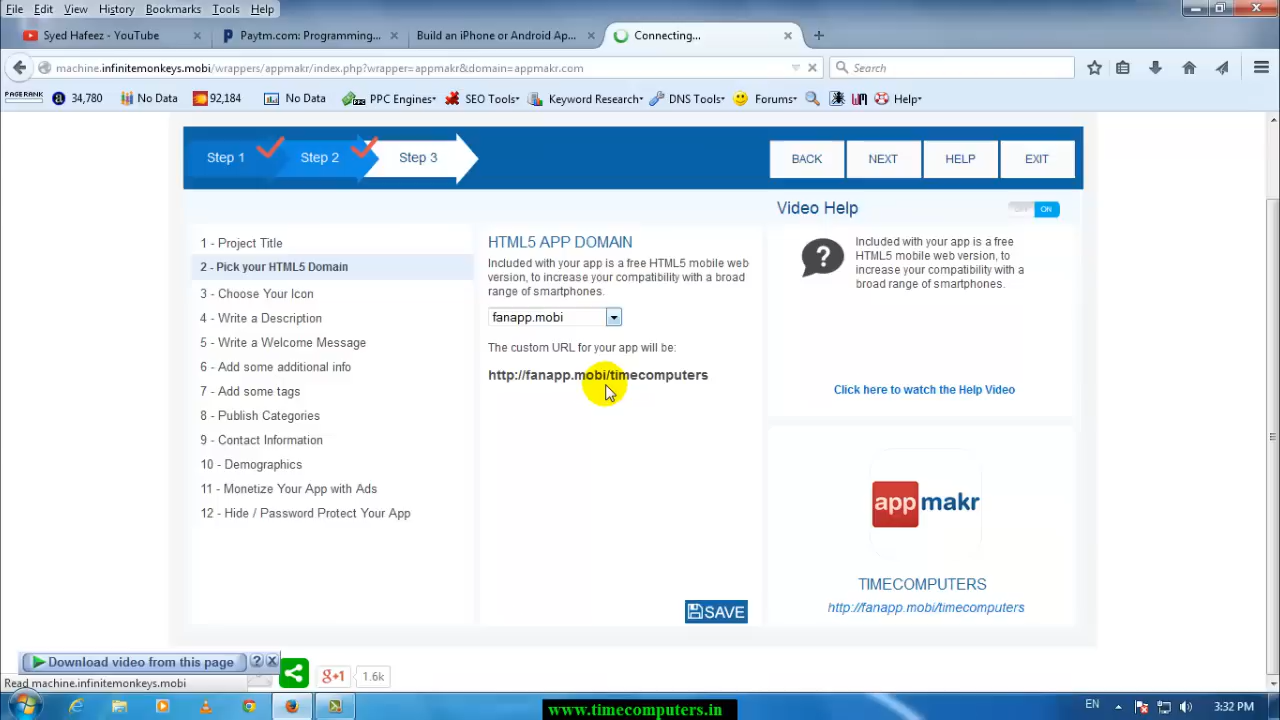 File Edit View History Bookmarks Tools Help
Syed Hafeez - YouTube
Paytm.com: Programming...
Build an iPhone or Android Ap...
Connecting...
machine.infinitemonkeys.mobi/wrappers/appmakr/index.php?wrapper=appmakr&domain=appmakr.com
Search
PAGERANK
34,780
No Data
92,184
No Data
PPC Engines
SEO Tools
Keyword Research
DNS Tools
Forums
Help
Step 1
Step 2
Step 3
BACK
NEXT
HELP
EXIT
Video Help
ON
1 - Project Title
2 - Pick your HTML5 Domain
3 - Choose Your Icon
4 - Write a Description
5 - Write a Welcome Message
6 - Add some additional info
7 - Add some tags
8 - Publish Categories
9 - Contact Information
10 - Demographics
11 - Monetize Your App with Ads
12 - Hide / Password Protect Your App
HTML5 APP DOMAIN
Included with your app is a free HTML5 mobile web
version, to increase your compatibility with a broad
range of smartphones.
fanapp.mobi
The custom URL for your app will be:
http://fanapp.mobi/timecomputers
SAVE
Included with your app is a free
HTML5 mobile web version, to
increase your compatibility with a
broad range of smartphones.
Click here to watch the Help Video
appmakr
TIMECOMPUTERS
http://fanapp.mobi/timecomputers
Download video from this page
g+1
1.6k
Read machine.infinitemonkeys.mobi
www.timecomputers.in
EN
3:32 PM